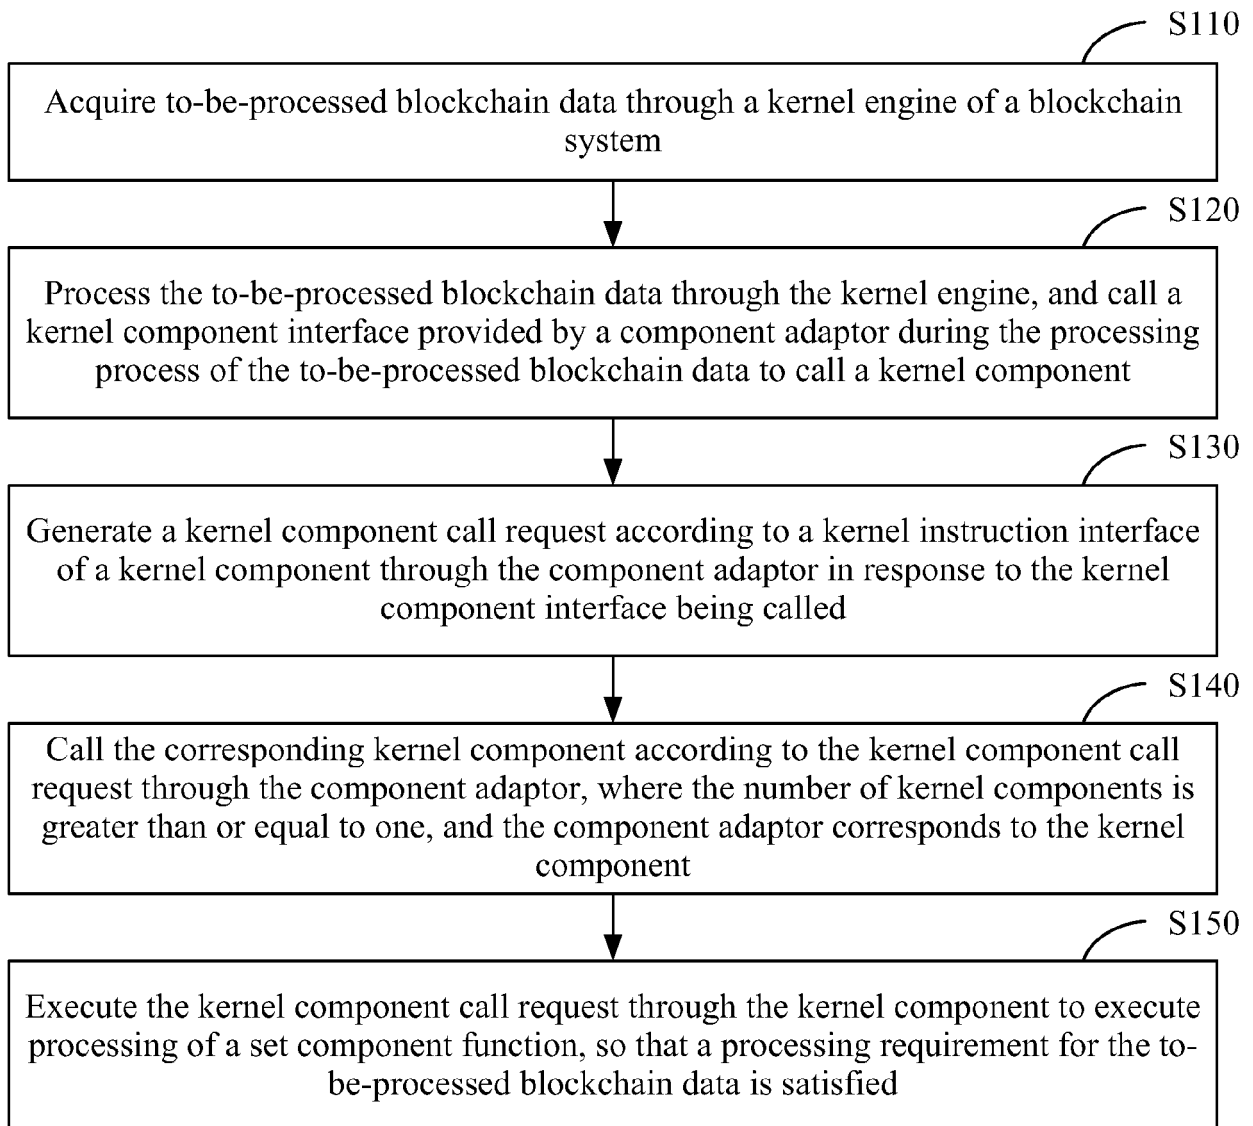 S110
Acquire to-be-processed blockchain data through a kernel engine of a blockchain
system
S120
Process the to-be-processed blockchain data through the kernel engine, and call a
kernel component interface provided by a component adaptor during the processing
process of the to-be-processed blockchain data to call a kernel component
S130
Generate a kernel component call request according to a kernel instruction interface
of a kernel component through the component adaptor in response to the kernel
component interface being called
S140
Call the corresponding kernel component according to the kernel component call
request through the component adaptor, where the number of kernel components is
greater than or equal to one, and the component adaptor corresponds to the kernel
component
S150
Execute the kernel component call request through the kernel component to execute
processing of a set component function, so that a processing requirement for the to-
be-processed blockchain data is satisfied